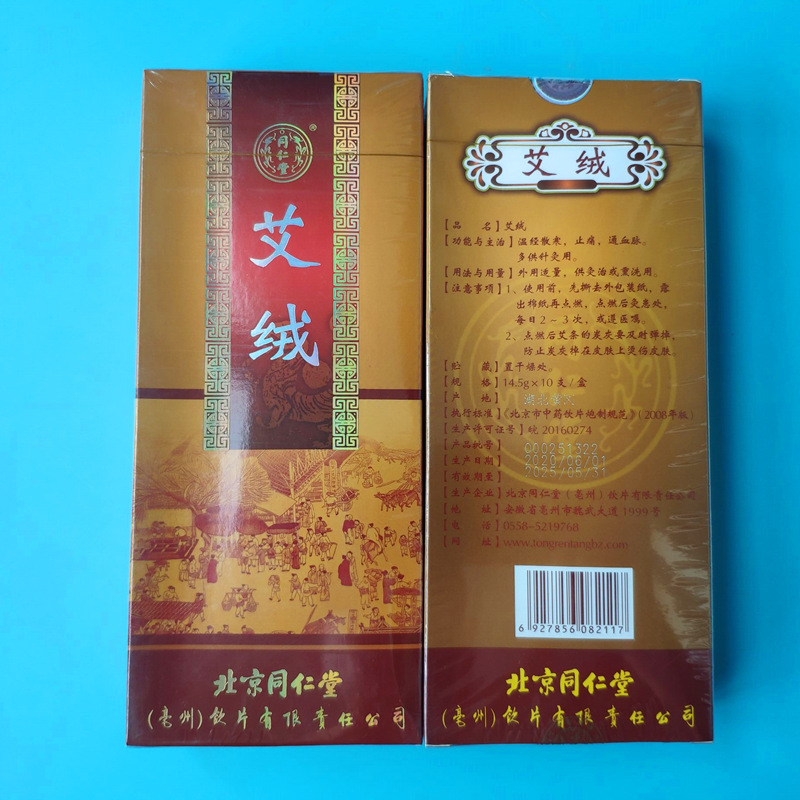 同仁堂
®
艾绒
北京同仁堂
(亳州)饮片有限责任公司
艾绒
【品 名】艾绒
【功能与主治】温经散寒，止痛，通血脉。
多供针灸用。
【用法与用量】外用适量，供灸治或熏洗用。
【注意事项】1、使用前，先撕去外包装纸，露
出棉纸再点燃，点燃后灸患处，
每日2~3次，或遵医嘱。
2、点燃后艾条的炭灰要及时弹掉，
防止炭灰掉在皮肤上烫伤皮肤。
【贮 藏】置干燥处。
【规 格】14.5g×10支/盒
【产 地】
【执行标准】《北京市中药饮片炮制规范》(2008年版)
【生产许可证号】皖20160274
【产品批号】000251322
【生产日期】2020/06/01
【有效期至】2025/05/31
【生产企业】北京同仁堂(亳州)饮片有限责任公司
【地 址】安徽省亳州市魏武大道1999号
【电 话】0558-5219768
【网 址】www.tongrentangbz.com
6 927856 082117
北京同仁堂
(亳州)饮片有限责任公司